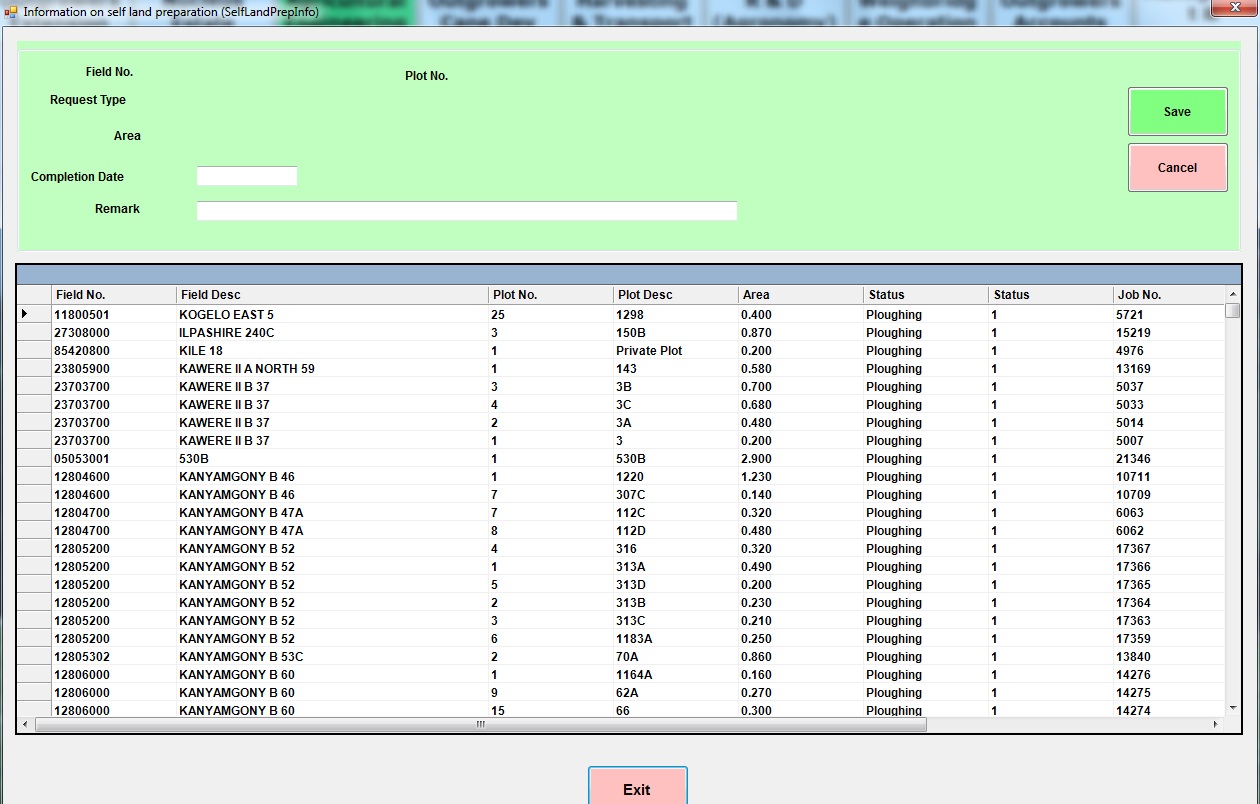 Information on self land preparation (SelfLandPrepInfo)
Outgrowers Harvesting R & D Weighbridg Outgrowers
Cane Dev & Transport (Agronomy) e Operation Accounts
Field No. Plot No.
Request Type
Save
Area
Cancel
Completion Date
Remark
Field No. Field Desc Plot No. Plot Desc Area Status Status Job No.
11800501 KOGELO EAST 5 25 1298 0.400 Ploughing 1 5721
27308000 ILPASHIRE 240C 3 150B 0.870 Ploughing 1 15219
85420800 KILE 18 1 Private Plot 0.200 Ploughing 1 4976
23805900 KAWERE II A NORTH 59 1 143 0.580 Ploughing 1 13169
23703700 KAWERE II B 37 3 3B 0.700 Ploughing 1 5037
23703700 KAWERE II B 37 4 3C 0.680 Ploughing 1 5033
23703700 KAWERE II B 37 2 3A 0.480 Ploughing 1 5014
23703700 KAWERE II B 37 1 3 0.200 Ploughing 1 5007
05053001 530B 1 530B 2.900 Ploughing 1 21346
12804600 KANYAMGONY B 46 1 1220 1.230 Ploughing 1 10711
12804600 KANYAMGONY B 46 7 307C 0.140 Ploughing 1 10709
12804700 KANYAMGONY B 47A 7 112C 0.320 Ploughing 1 6063
12804700 KANYAMGONY B 47A 8 112D 0.480 Ploughing 1 6062
12805200 KANYAMGONY B 52 4 316 0.320 Ploughing 1 17367
12805200 KANYAMGONY B 52 1 313A 0.490 Ploughing 1 17366
12805200 KANYAMGONY B 52 5 313D 0.200 Ploughing 1 17365
12805200 KANYAMGONY B 52 2 313B 0.230 Ploughing 1 17364
12805200 KANYAMGONY B 52 3 313C 0.210 Ploughing 1 17363
12805200 KANYAMGONY B 52 6 1183A 0.250 Ploughing 1 17359
12805302 KANYAMGONY B 53C 2 70A 0.860 Ploughing 1 13840
12806000 KANYAMGONY B 60 1 1164A 0.160 Ploughing 1 14276
12806000 KANYAMGONY B 60 9 62A 0.270 Ploughing 1 14275
12806000 KANYAMGONY B 60 15 66 0.300 Ploughing 1 14274
Exit